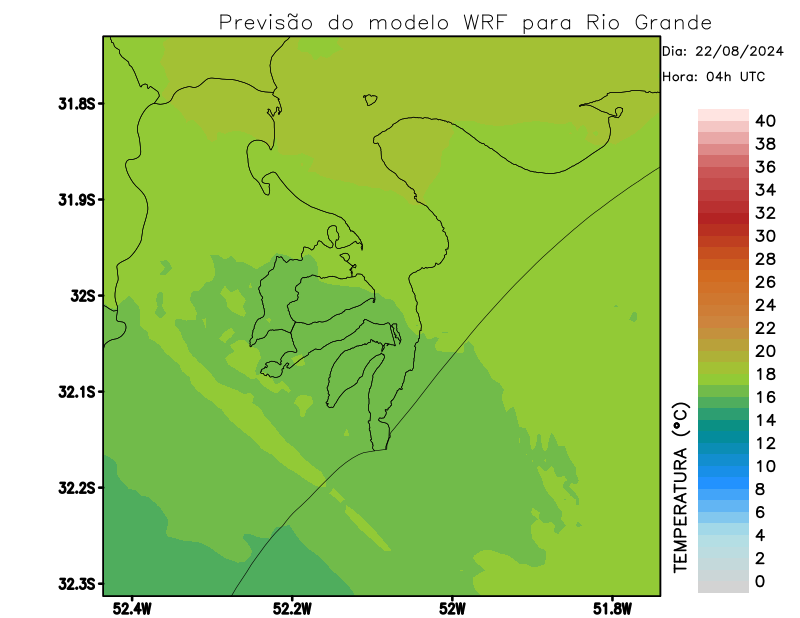 Previsão do modelo WRF para Rio Grande
Dia: 22/08/2024
Hora: 04h UTC
31.8S
31.9S
32S
32.1S
32.2S
32.3S
52.4W
52.2W
52W
51.8W
40
38
36
34
32
30
28
26
24
22
20
18
16
14
12
10
8
6
4
2
0
TEMPERATURA (°C)